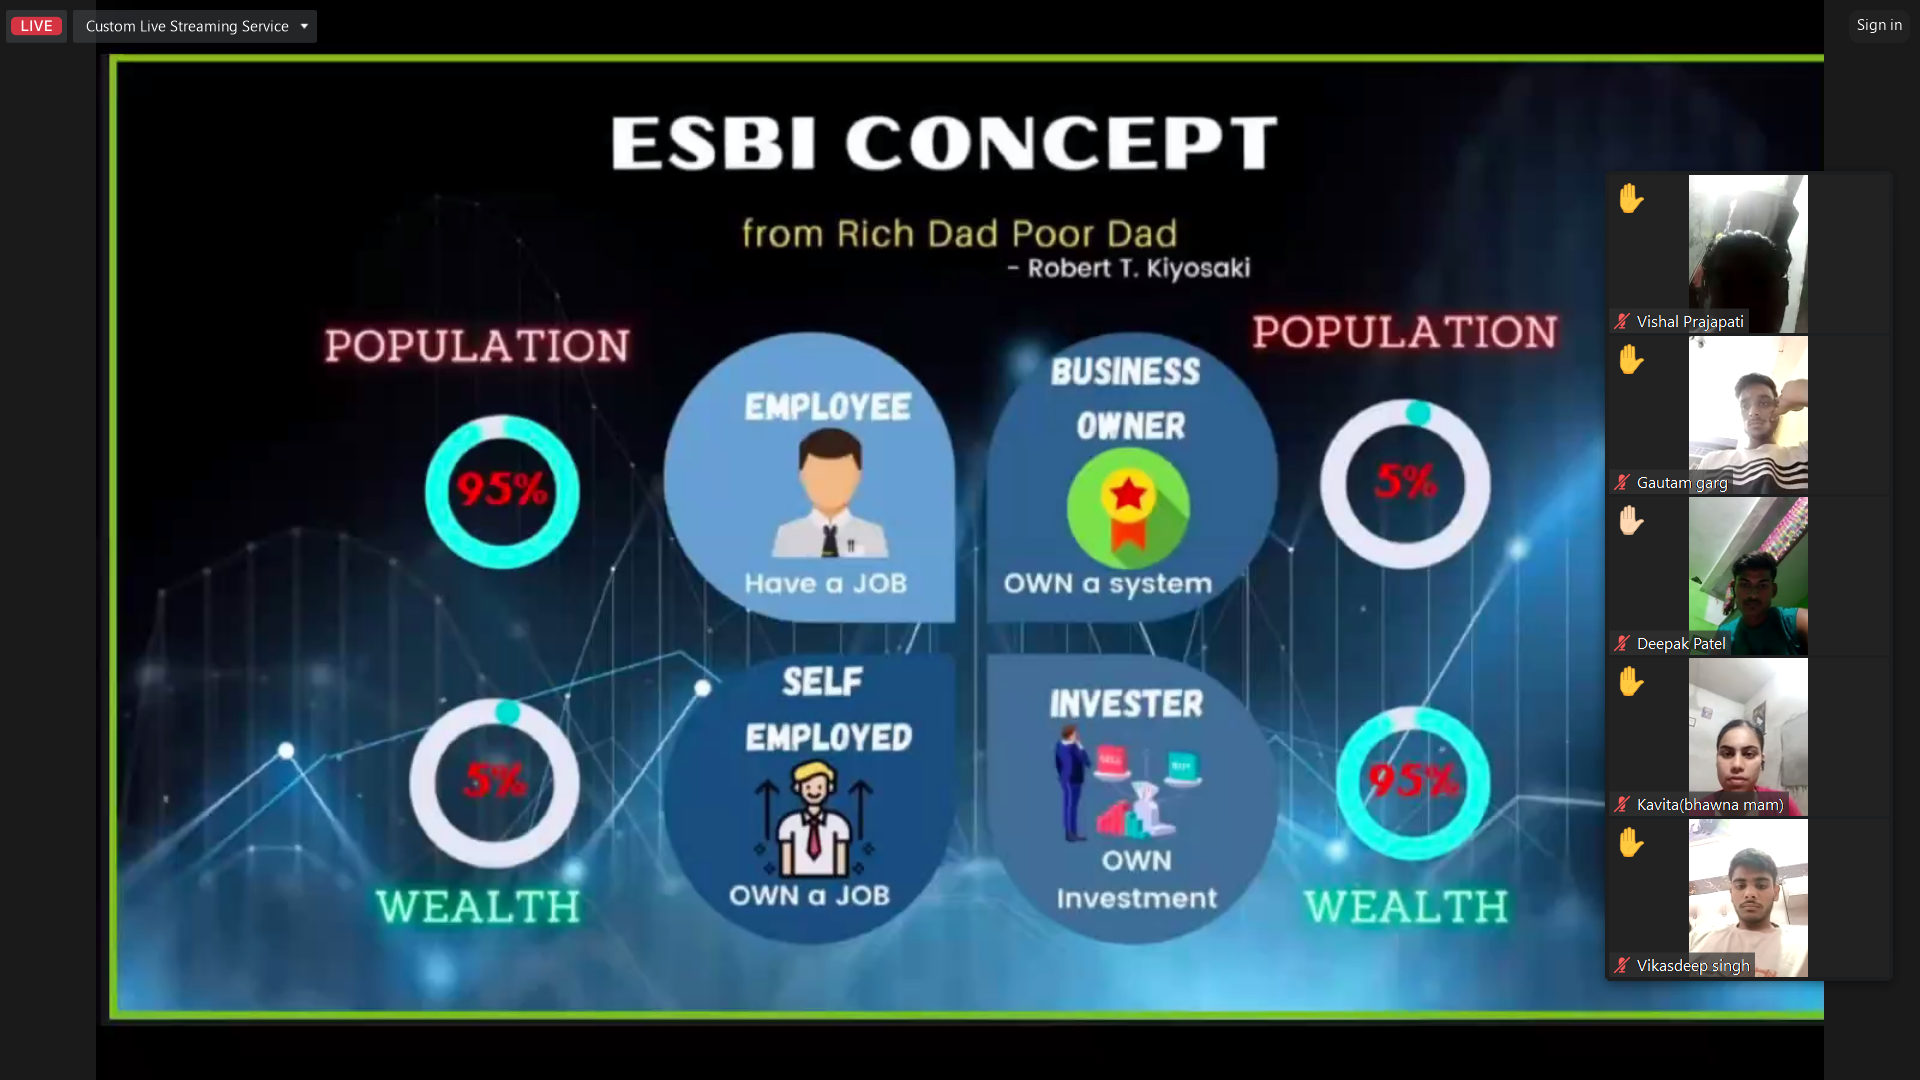 LIVE
Custom Live Streaming Service
Sign in
ESBI CONCEPT
from Rich Dad Poor Dad
- Robert T. Kiyosaki
POPULATION
95%
5%
WEALTH
EMPLOYEE
Have a JOB
BUSINESS
OWNER
OWN a system
SELF
EMPLOYED
OWN a JOB
INVESTER
SELL
BUY
OWN
Investment
POPULATION
5%
95%
WEALTH
Vishal Prajapati
Gautam garg
Deepak Patel
Kavita(bhawna mam)
Vikasdeep singh